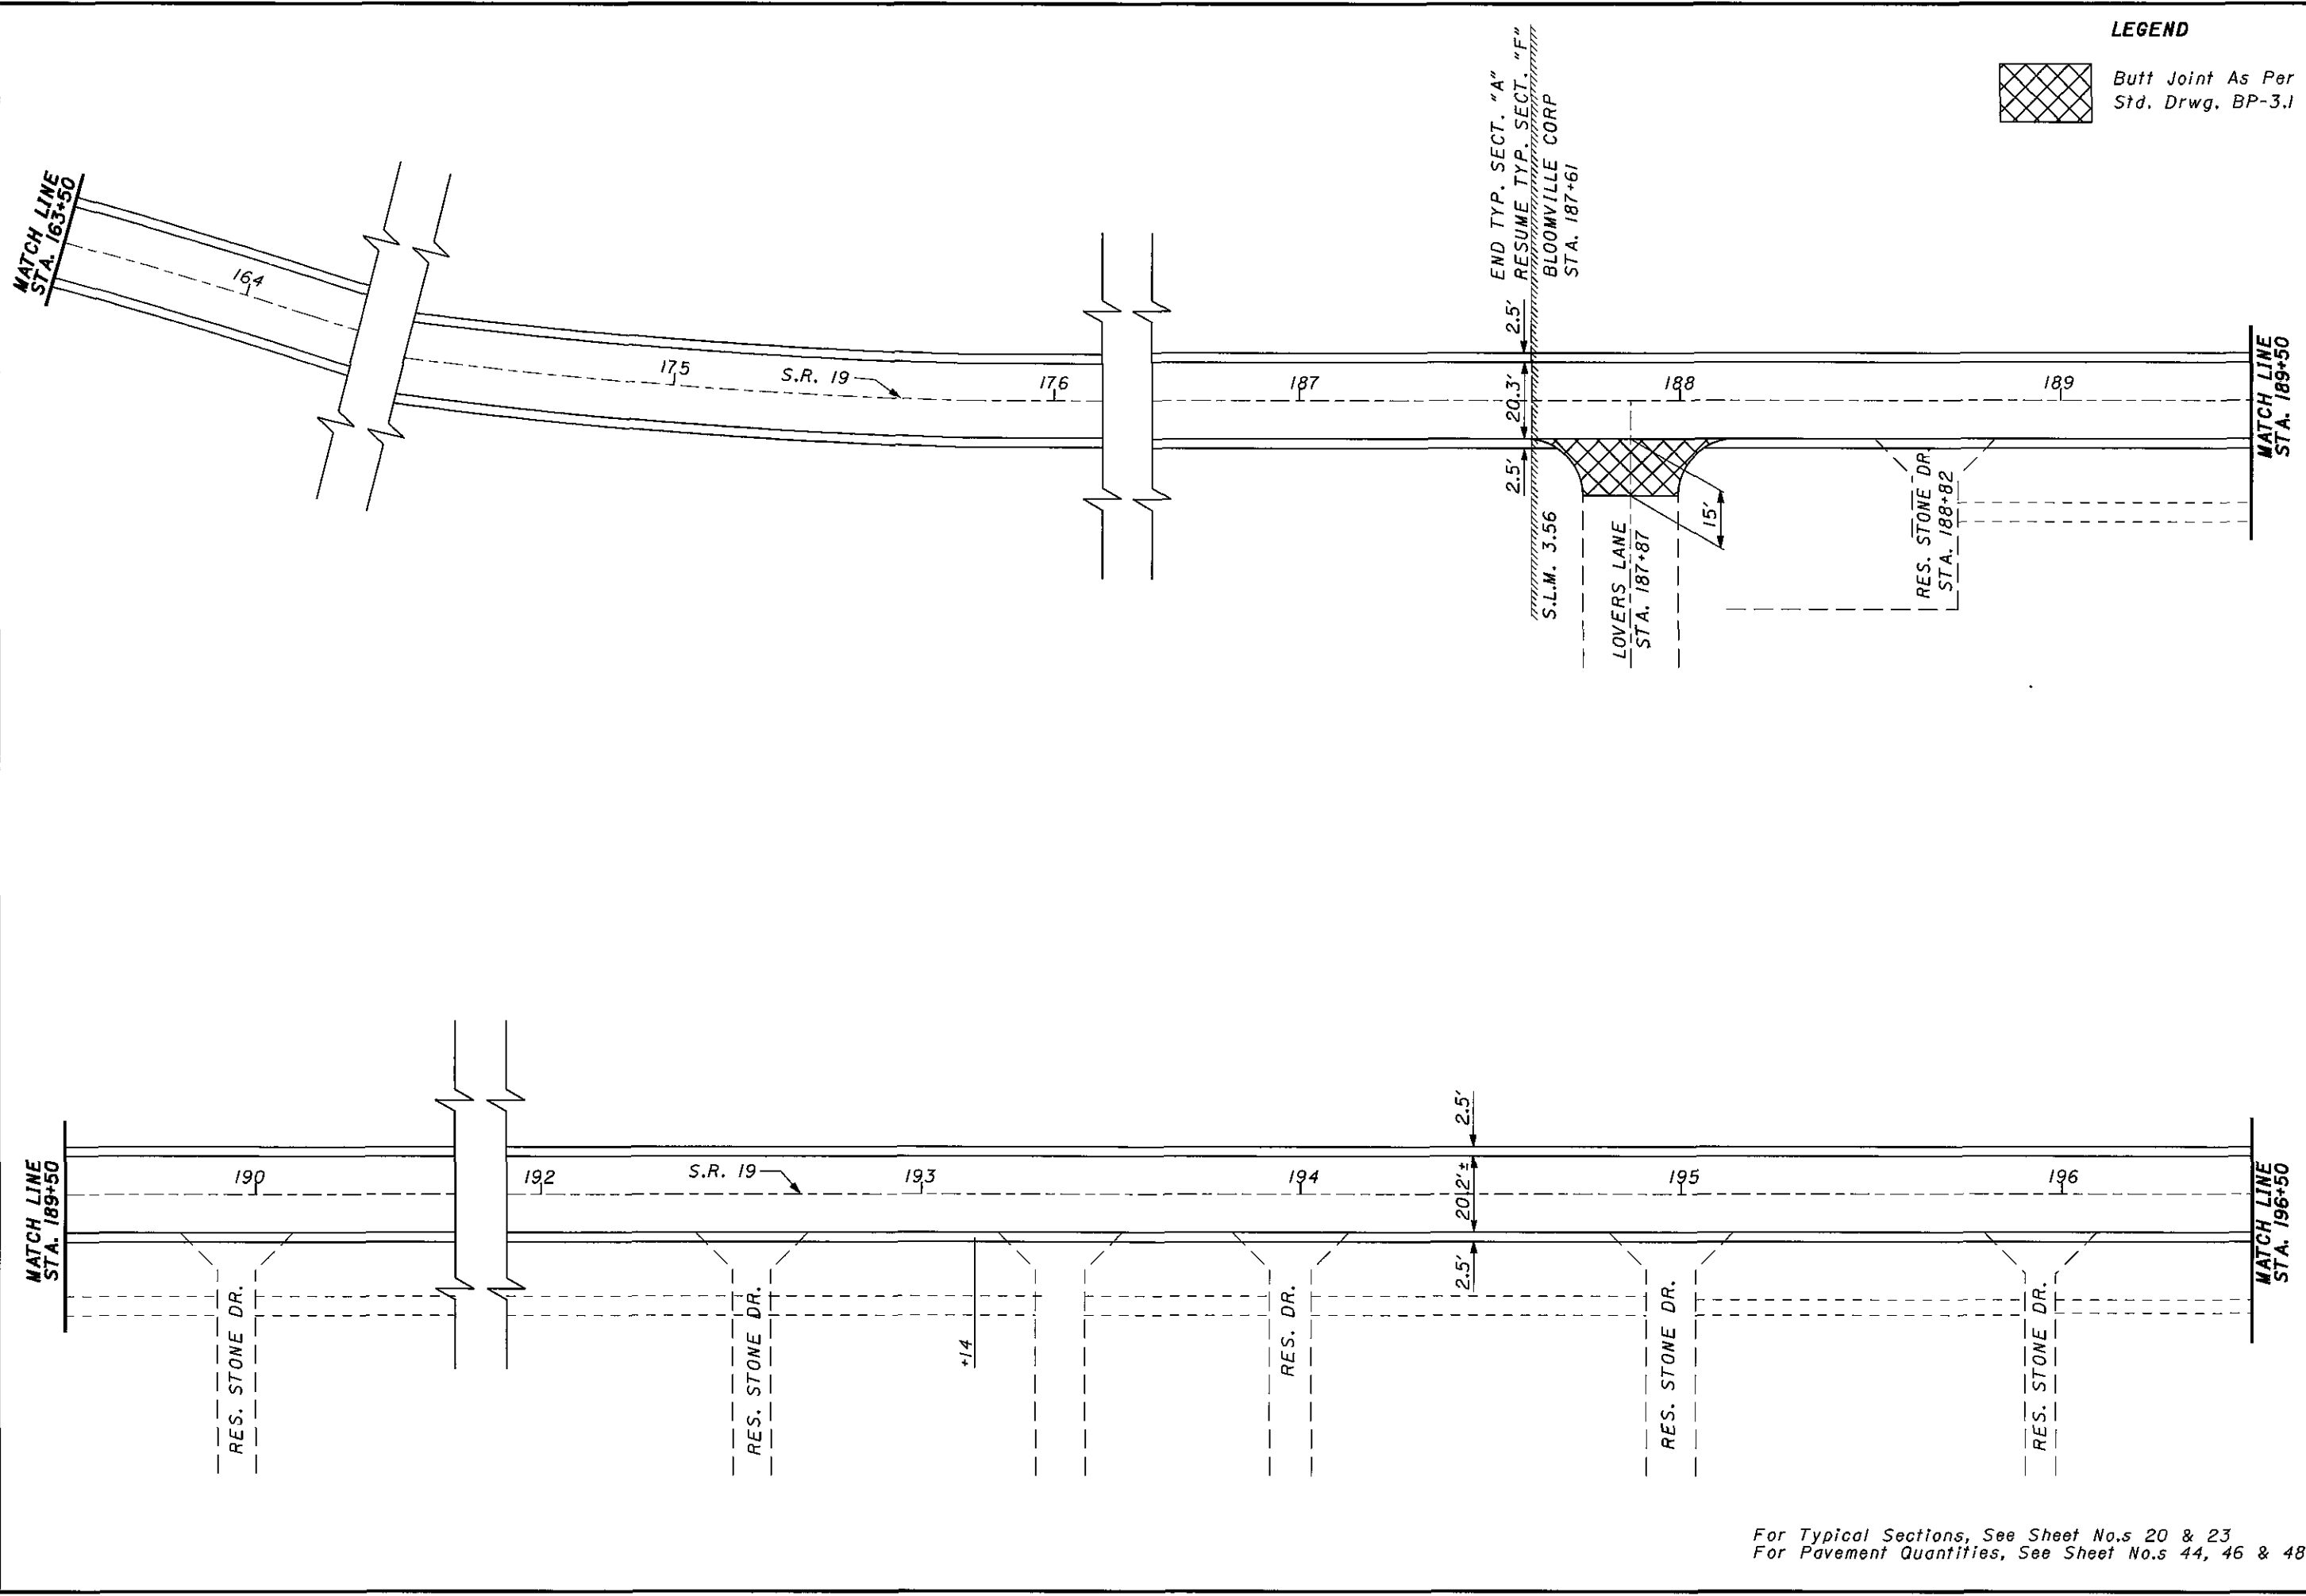 LEGEND
Butt Joint As Per
Std. Drwg. BP-3.1
MATCH LINE
STA. 163+50
164
175
S.R. 19
176
187
END TYP. SECT. "A"
RESUME TYP. SECT. "F"
BLOOMVILLE CORP
STA. 187+61
2.5'
20.3'
2.5'
S.L.M. 3.56
188
LOVERS LANE
STA. 187+87
15'
189
RES. STONE DR.
STA. 188+82
MATCH LINE
STA. 189+50
MATCH LINE
STA. 189+50
190
RES. STONE DR.
192
S.R. 19
RES. STONE DR.
193
+14
194
RES. DR.
2.5'
20.2'±
2.5'
195
RES. STONE DR.
196
RES. STONE DR.
MATCH LINE
STA. 196+50
For Typical Sections, See Sheet No.s 20 & 23
For Pavement Quantities, See Sheet No.s 44, 46 & 48